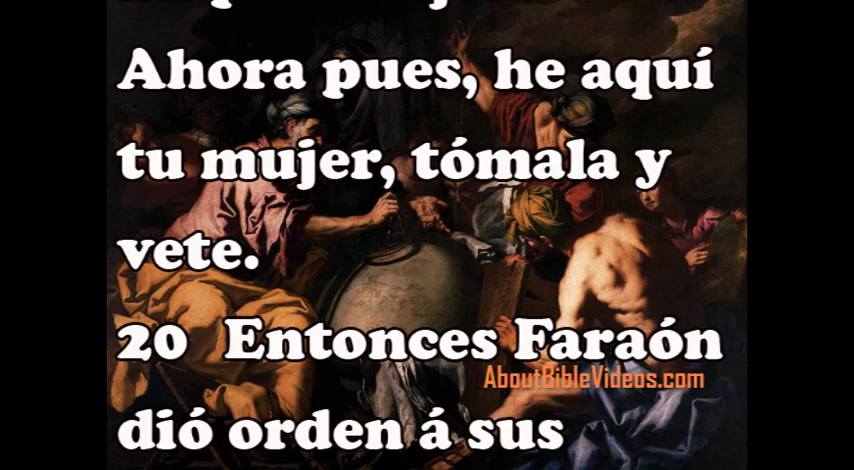 Ahora pues, he aquí
tu mujer, tómala y
vete.
20 Entonces Faraón
AboutBibleVideos.com
dió orden á sus